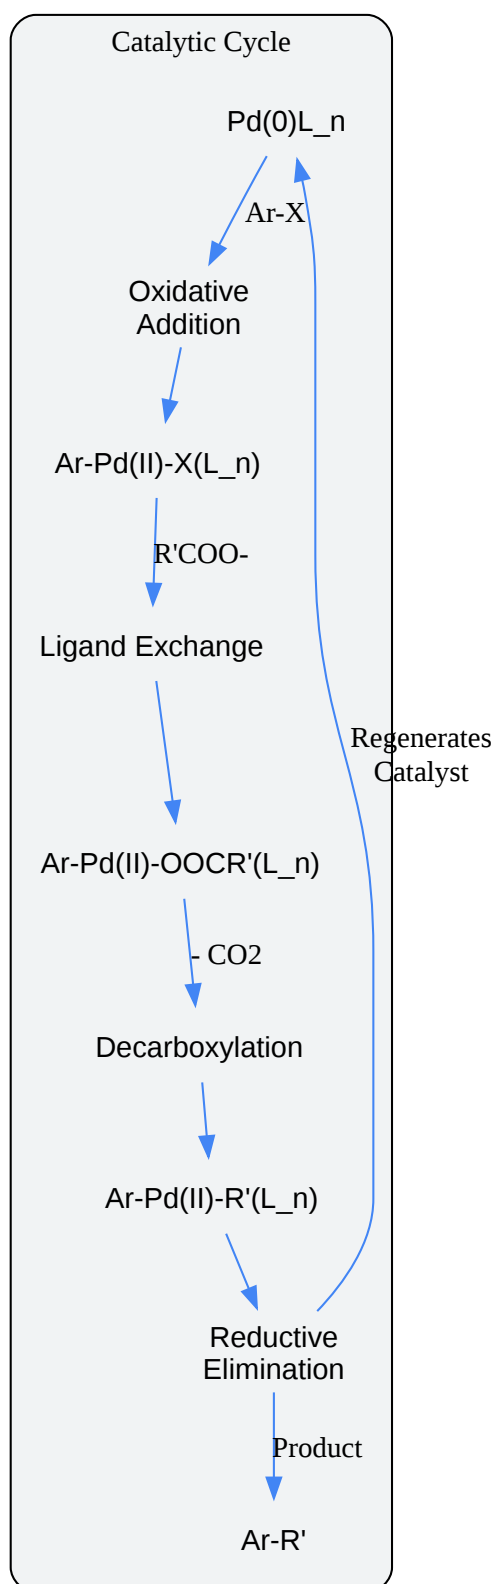 Catalytic Cycle
Pd(0)L_n
Ar-X
Oxidative
Addition
Ar-Pd(II)-X(L_n)
R'COO-
Ligand Exchange
Regenerates
Catalyst
Ar-Pd(II)-OOCR'(L_n)
- CO2
Decarboxylation
Ar-Pd(II)-R'(L_n)
Reductive
Elimination
Product
Ar-R'